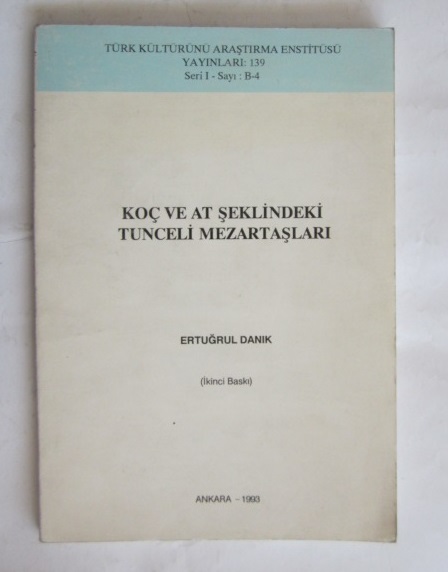 TÜRK KÜLTÜRÜNÜ ARAŞTIRMA ENSTİTÜSÜ
YAYINLARI: 139
Seri I - Sayı : B-4
KOÇ VE AT ŞEKLİNDEKİ
TUNCELİ MEZARTAŞLARI
ERTUĞRUL DANIK
(İkinci Baskı)
ANKARA - 1993